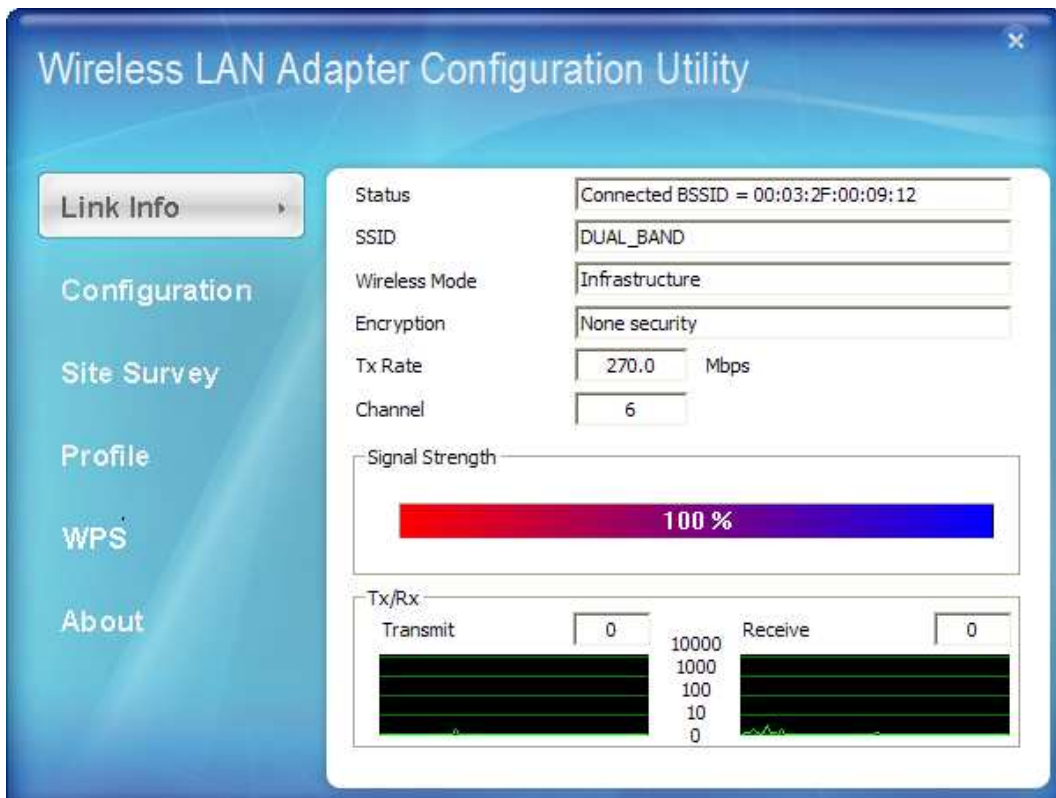 Wireless LAN Adapter Configuration Utility
Link Info
Configuration
Site Survey
Profile
WPS
About
Status Connected BSSID = 00:03:2F:00:09:12
SSID DUAL_BAND
Wireless Mode Infrastructure
Encryption None security
Tx Rate 270.0 Mbps
Channel 6
Signal Strength
100 %
Tx/Rx
Transmit 0
Receive 0
10000
1000
100
10
0